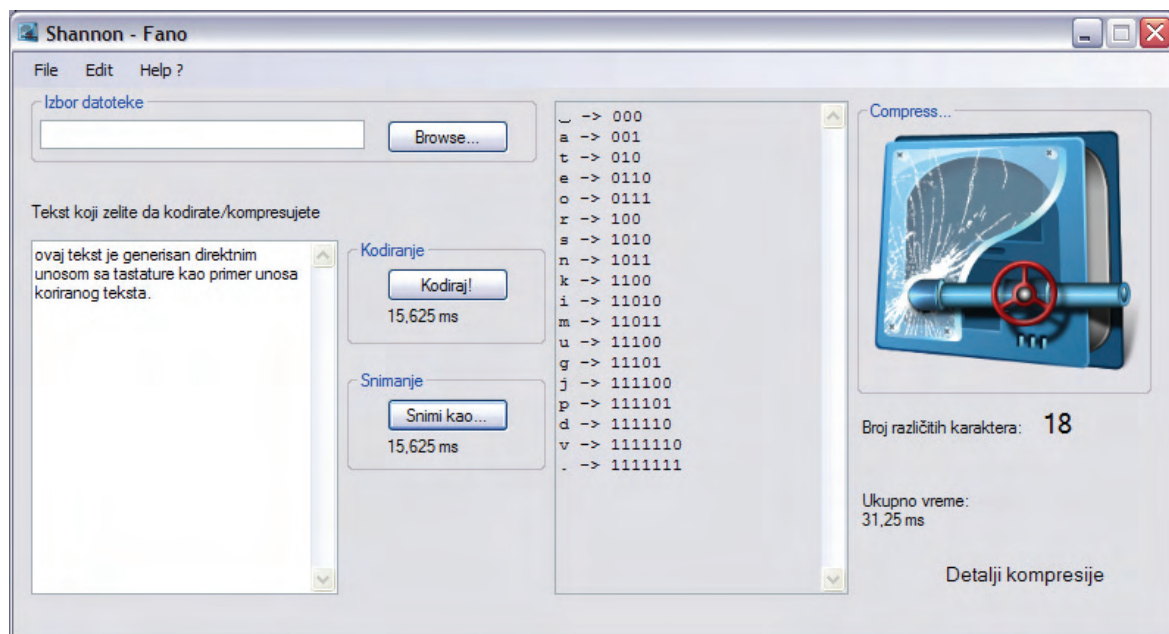 Shannon - Fano
File Edit Help ?
Izbor datoteke
Browse...
Tekst koji zelite da kodirate/kompresujete
ovaj tekst je generisan direktnim
unosom sa tastature kao primer unosa
koriranog teksta.
Kodiranje
Kodiraj!
15,625 ms
Snimanje
Snimi kao...
15,625 ms
_ -> 000
a -> 001
t -> 010
e -> 0110
o -> 0111
r -> 100
s -> 1010
n -> 1011
k -> 1100
i -> 11010
m -> 11011
u -> 11100
g -> 11101
j -> 111100
p -> 111101
d -> 111110
v -> 1111110
. -> 1111111
Compress...
Broj različitih karaktera: 18
Ukupno vreme:
31,25 ms
Detalji kompresije